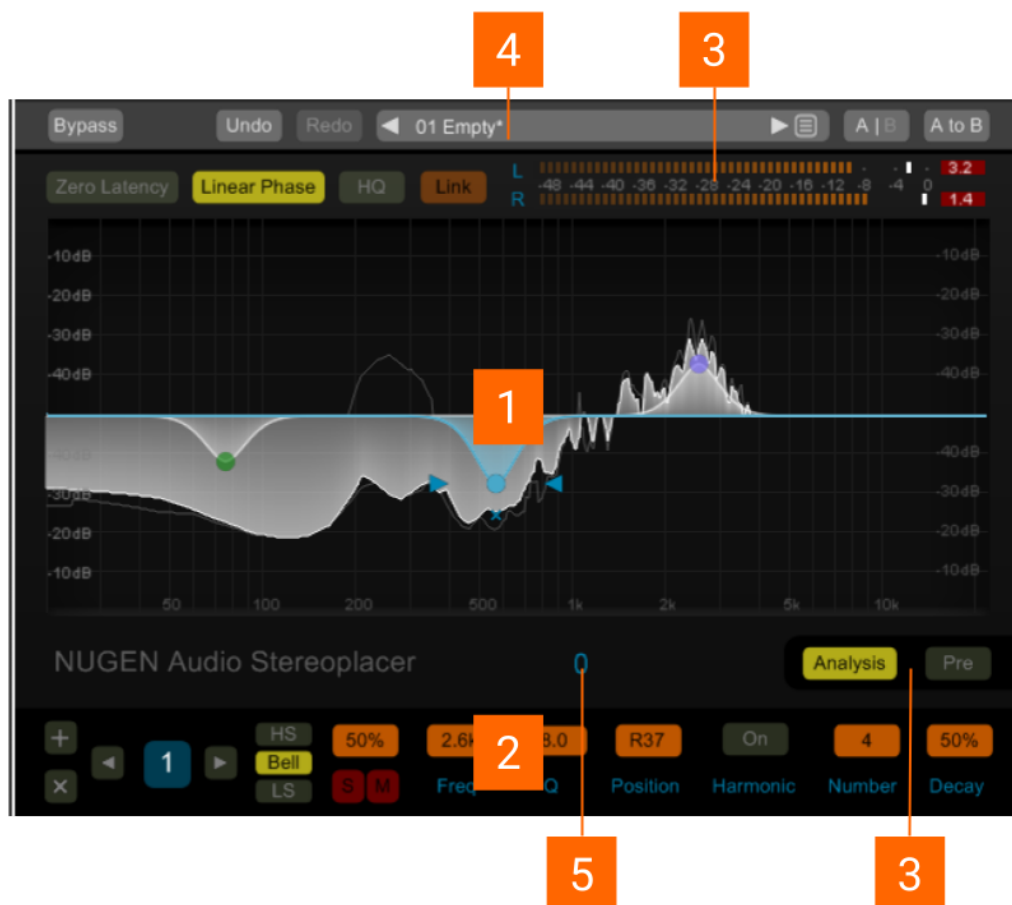 4 3
Bypass Undo Redo 01 Empty* A | B A to B
Zero Latency Linear Phase HQ Link
L 3.2
-48 -44 -40 -36 -32 -28 -24 -20 -16 -12 -8 -4 0
R 1.4
-10dB -10dB
-20dB -20dB
-30dB -30dB
-40dB -40dB
1
-40dB -40dB
-30dB -30dB
-20dB -20dB
-10dB -10dB
50 100 200 500 1k 2k 5k 10k
NUGEN Audio Stereoplacer 0 Analysis Pre
+ HS
1 Bell 50% 2.6k 2 8.0 R37 On 4 50%
× LS S M Freq Q Position Harmonic Number Decay
5 3